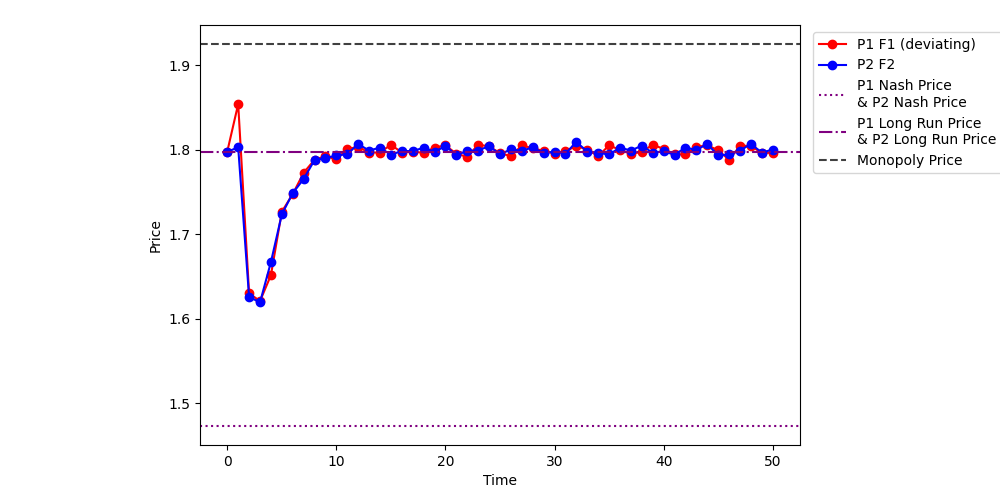 1.9
1.8
1.7
1.6
1.5
Price
0
10
20
30
40
50
Time
P1 F1 (deviating)
P2 F2
P1 Nash Price
& P2 Nash Price
P1 Long Run Price
& P2 Long Run Price
Monopoly Price